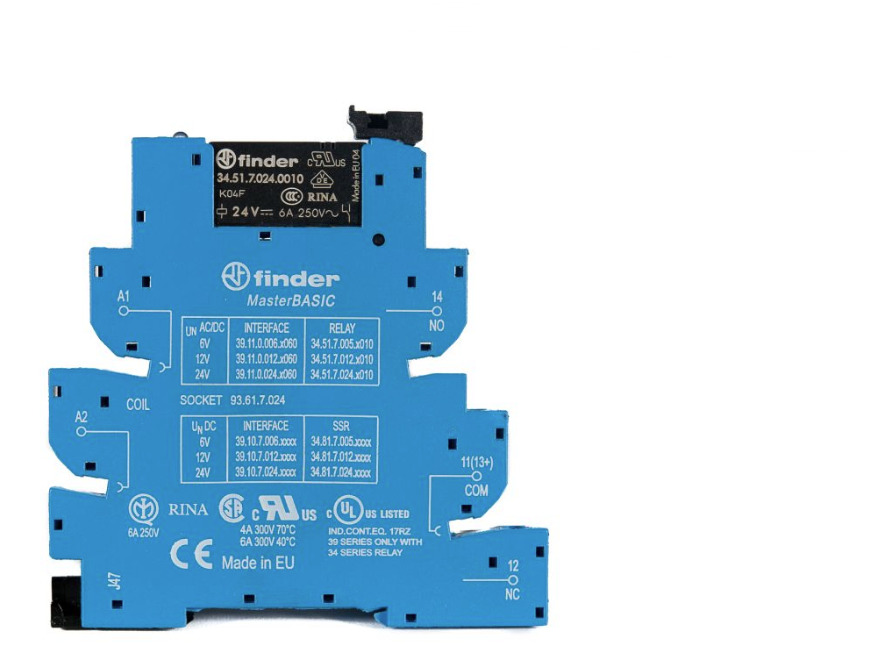 finder
34.51.7.024.0010
K04F
RINA
24V 6A 250V~
Made in EU 04
c RU US
finder
MasterBASIC
A1
14
NO
UN AC/DC INTERFACE RELAY
6V 39.11.0.006.x060 34.51.7.005.x010
12V 39.11.0.012.x060 34.51.7.012.x010
24V 39.11.0.024.x060 34.51.7.024.x010
COIL
SOCKET 93.61.7.024
A2
UN DC INTERFACE SSR
6V 39.10.7.006.xxxx 34.81.7.005.xxxx
12V 39.10.7.012.xxxx 34.81.7.012.xxxx
24V 39.10.7.024.xxxx 34.81.7.024.xxxx
11(13+)
COM
6A 250V
RINA
c RU US
4A 300V 70°C
6A 300V 40°C
c UL US LISTED
IND.CONT.EQ. 17RZ
39 SERIES ONLY WITH
34 SERIES RELAY
CE Made in EU
J47
12
NC